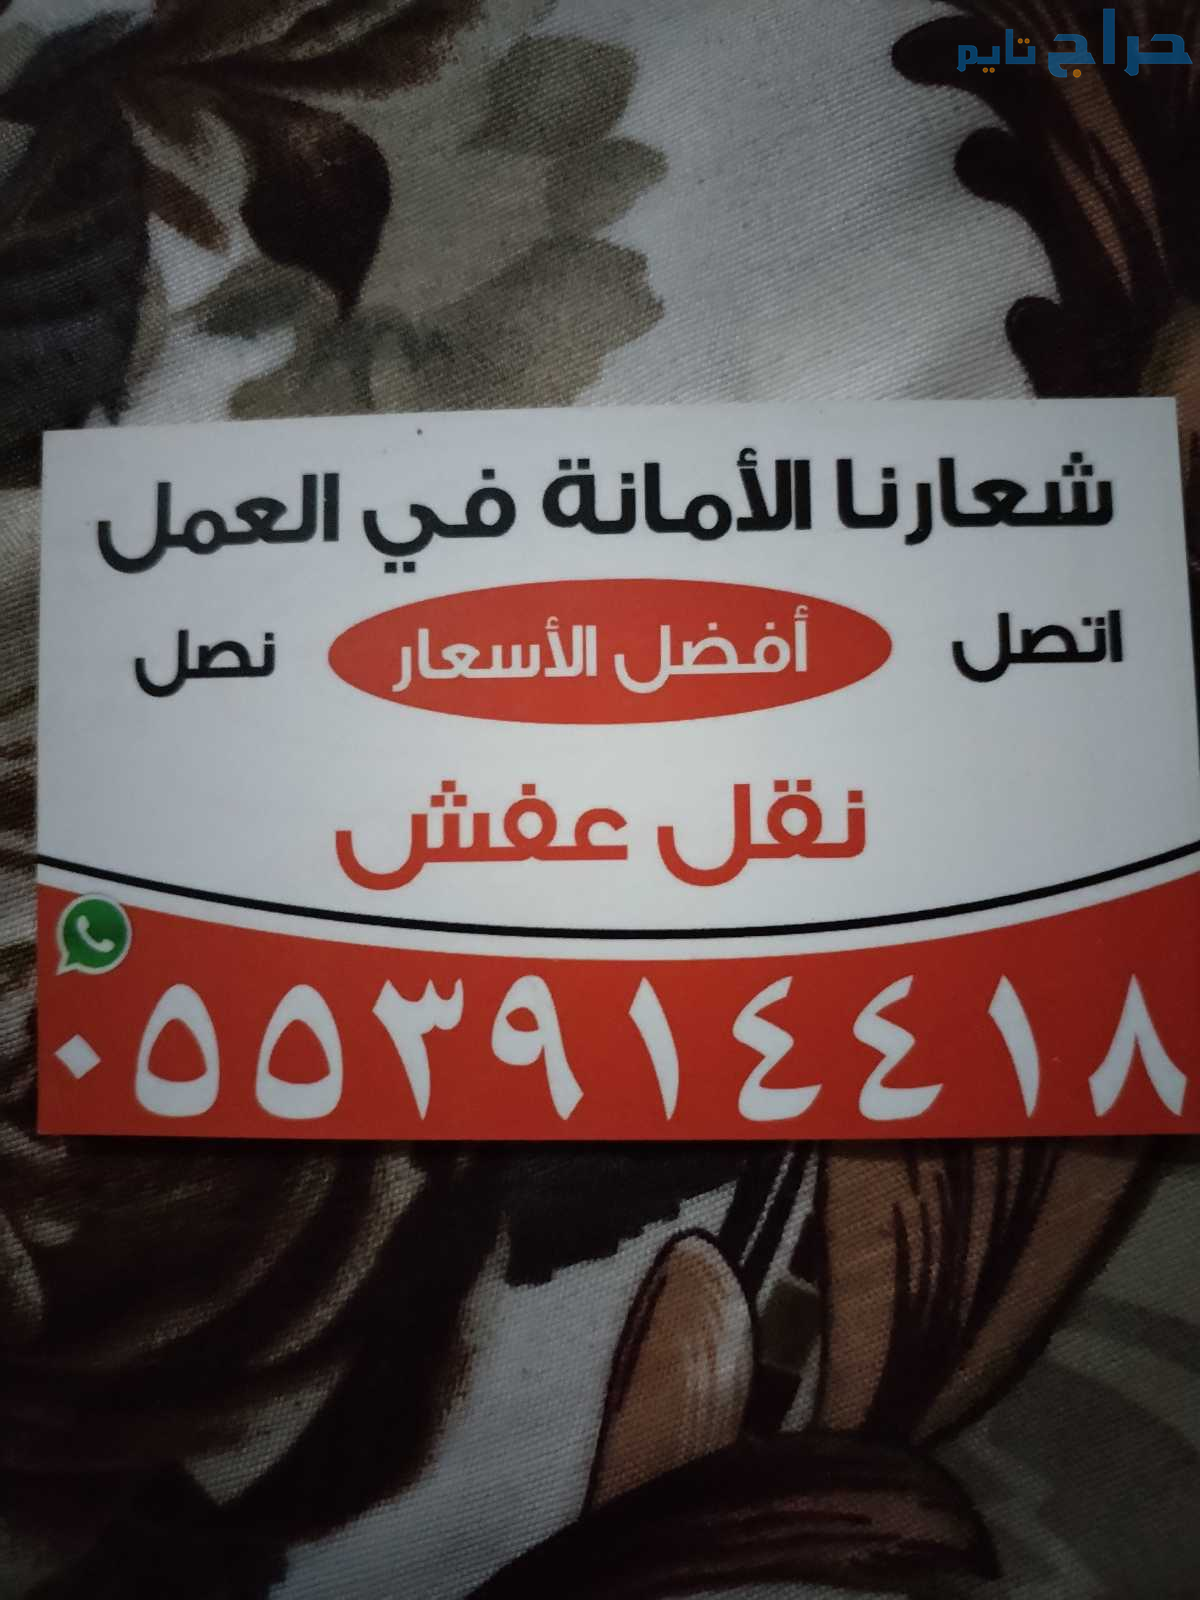 حراج تايم
شعارنا الأمانة في العمل
اتصل أفضل الأسعار نصل
نقل عفش
٠٥٥٣٩١٤٤١٨